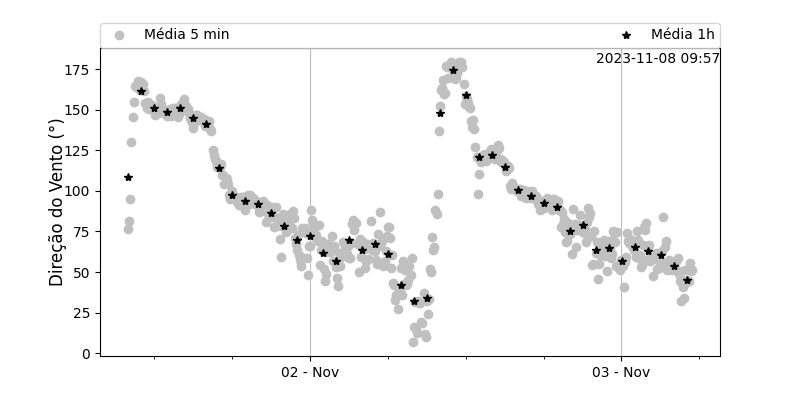 Média 5 min
Média 1h
2023-11-08 09:57
Direção do Vento (°)
175
150
125
100
75
50
25
0
02 - Nov
03 - Nov